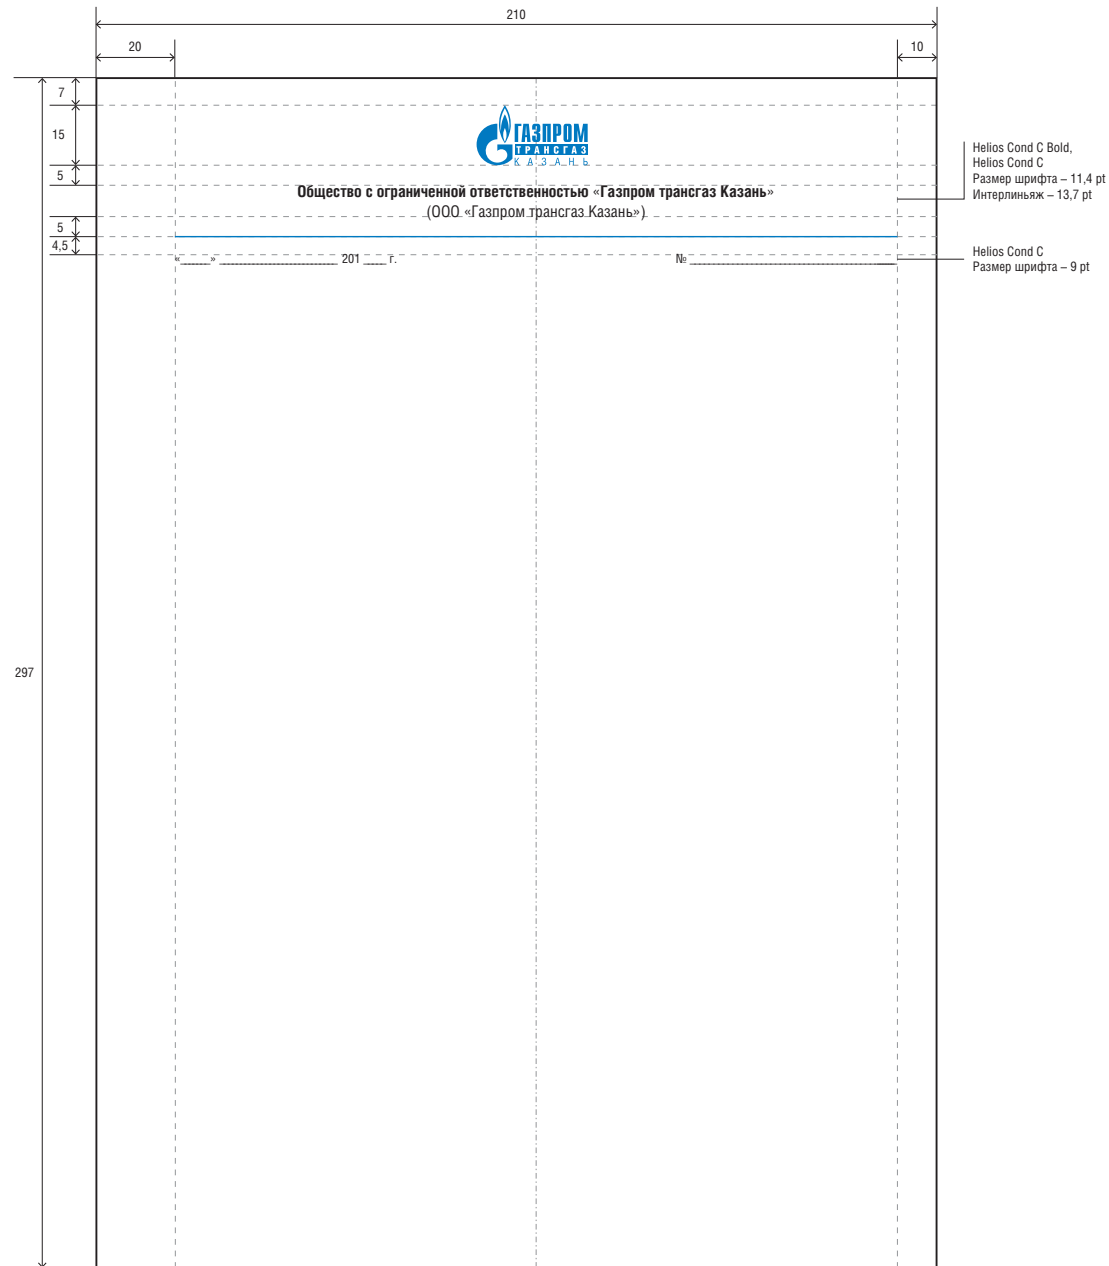 210
20 10
7
15
5
5
4,5
297
ГАЗПРОМ
ТРАНСГАЗ
КАЗАНЬ
Общество с ограниченной ответственностью «Газпром трансгаз Казань»
(ООО «Газпром трансгаз Казань»)
«_____» ____________________ 201 ____ г. № ___________________________________
Helios Cond C Bold,
Helios Cond C
Размер шрифта – 11,4 pt
Интерлиньяж – 13,7 pt
Helios Cond C
Размер шрифта – 9 pt